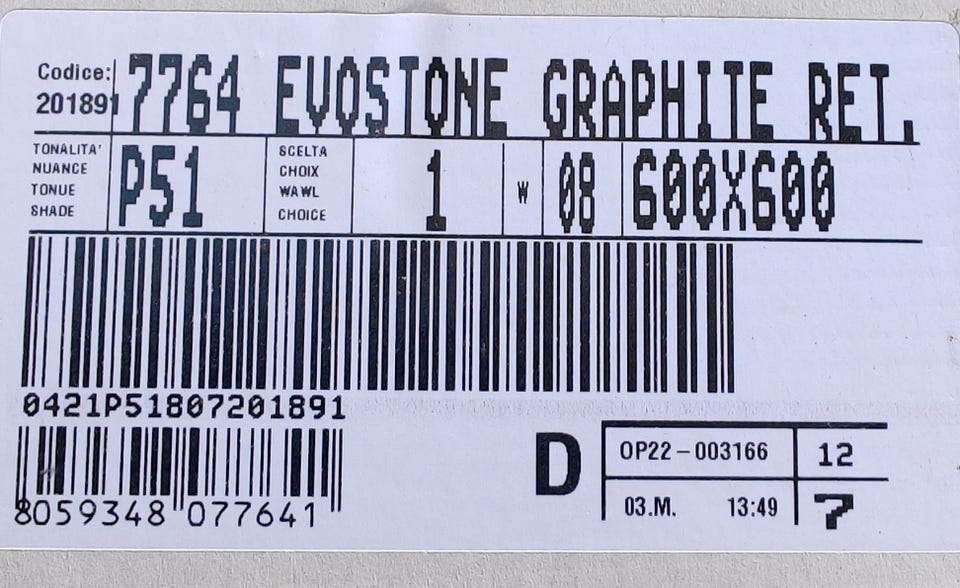 Codice: 7764 EVOSTONE GRAPHITE RET.
201891
TONALITA' P51 SCELTA 1 W 08 600X600
NUANCE CHOIX
TONUE WAWL
SHADE CHOICE
0421P51807201891
8059348 077641
D OP22-003166 12
03.M. 13:49 7